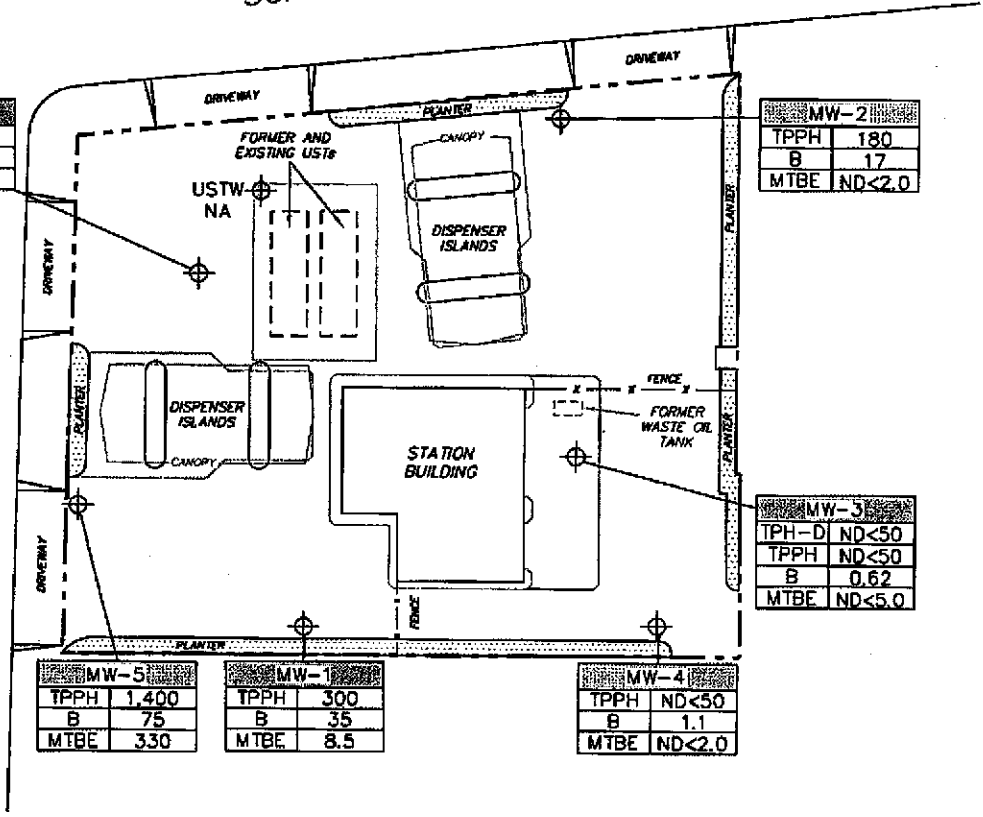 DRIVEWAY
DRIVEWAY
PLANTER
FORMER AND
EXISTING USTs
CANOPY
MW-2
TPPH 180
B 17
MTBE ND<2.0
USTW
NA
PLANTER
DISPENSER
ISLANDS
DRIVEWAY
PLANTER
DISPENSER
ISLANDS
CANOPY
FENCE
x x x
FORMER
WASTE OIL
TANK
PLANTER
STATION
BUILDING
MW-3
TPH-D ND<50
TPPH ND<50
B 0.62
MTBE ND<5.0
DRIVEWAY
FENCE
PLANTER
MW-5
TPPH 1,400
B 75
MTBE 330
MW-1
TPPH 300
B 35
MTBE 8.5
MW-4
TPPH ND<50
B 1.1
MTBE ND<2.0